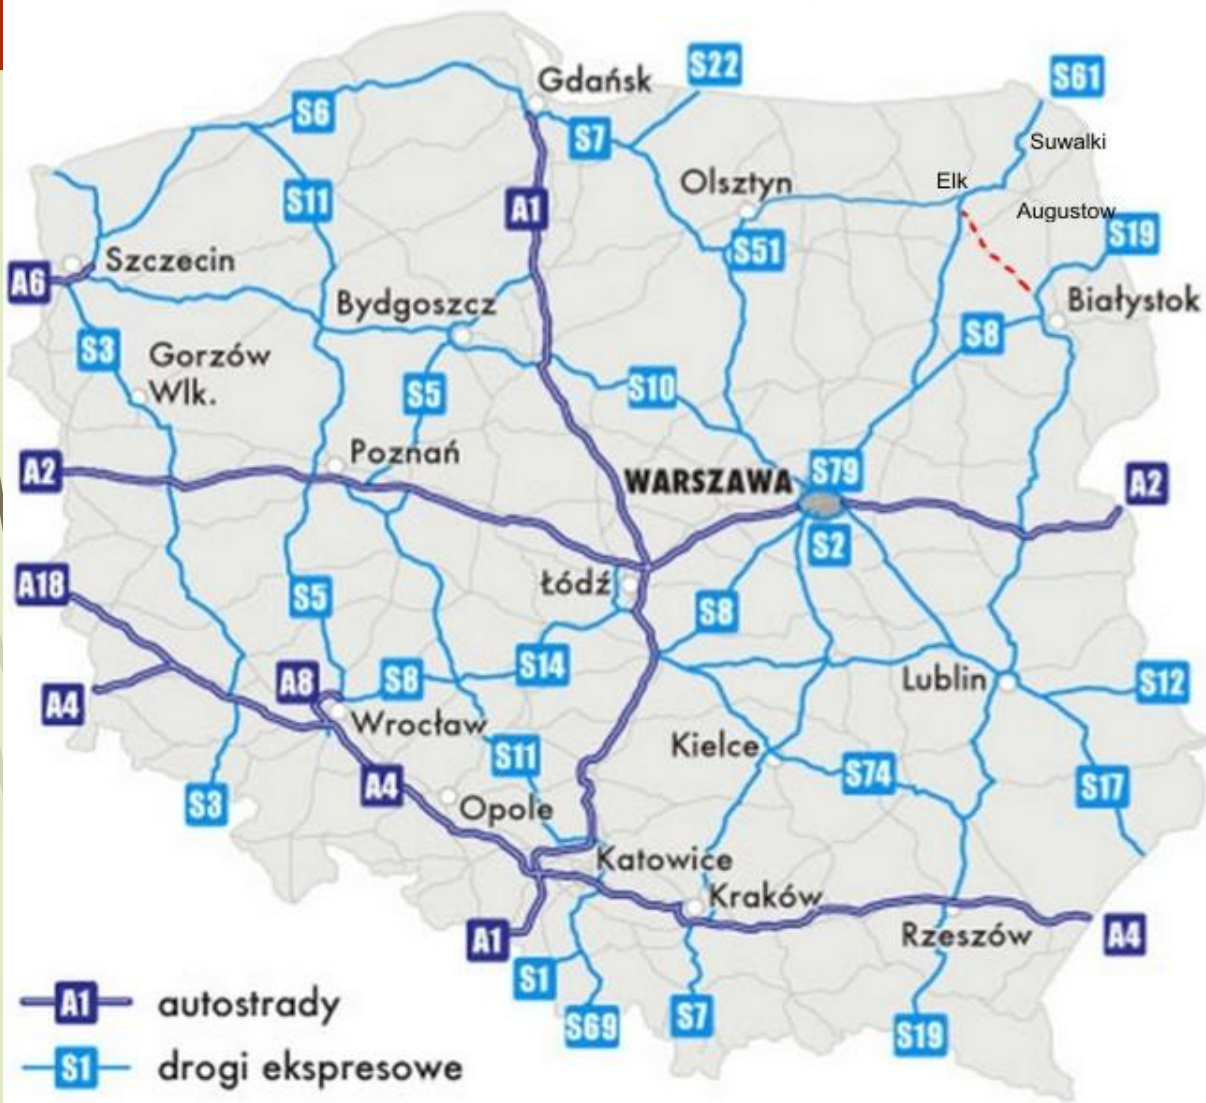 S22
S61
Gdańsk
S6
S7
Suwalki
Elk
Olsztyn
S11
A1
Augustow
S19
S51
Szczecin
A6
Bydgoszcz
Białystok
S8
S3
Gorzów
Wlk.
S5
S10
Poznań
A2
WARSZAWA
S79
A2
S2
A18
Łódź
S5
S8
S14
A8
S8
Lublin
S12
A4
Wrocław
Kielce
S11
S74
A4
S17
S3
Opole
Katowice
Kraków
A1
Rzeszów
A4
S1
S69
S7
S19
A1 autostrady
S1 drogi ekspresowe